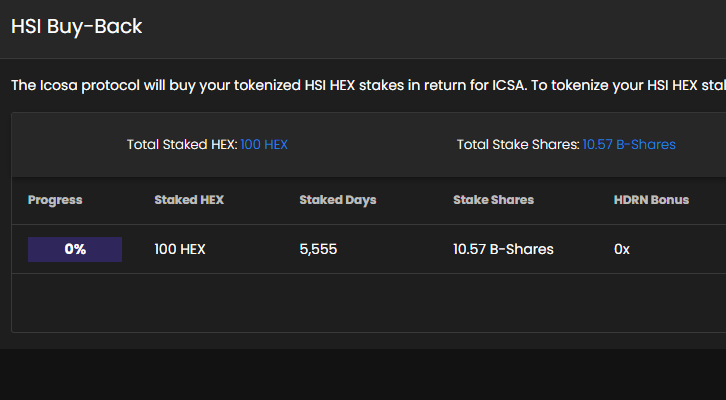 HSI Buy-Back
The Icosa protocol will buy your tokenized HSI HEX stakes in return for ICSA. To tokenize your HSI HEX stak
Total Staked HEX: 100 HEX Total Stake Shares: 10.57 B-Shares
Progress Staked HEX Staked Days Stake Shares HDRN Bonus
0% 100 HEX 5,555 10.57 B-Shares 0x